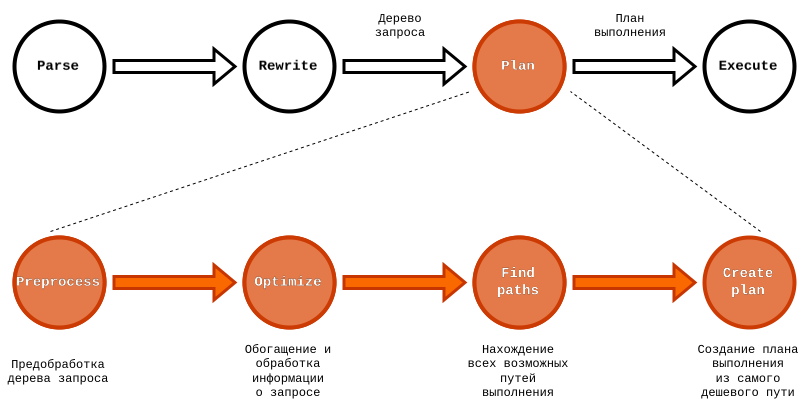 Дерево
запроса
План
выполнения
Parse
Rewrite
Plan
Execute
Preprocess
Optimize
Find
paths
Create
plan
Предобработка
дерева запроса
Обогащение и
обработка
информации
о запросе
Нахождение
всех возможных
путей
выполнения
Создание плана
выполнения
из самого
дешевого пути